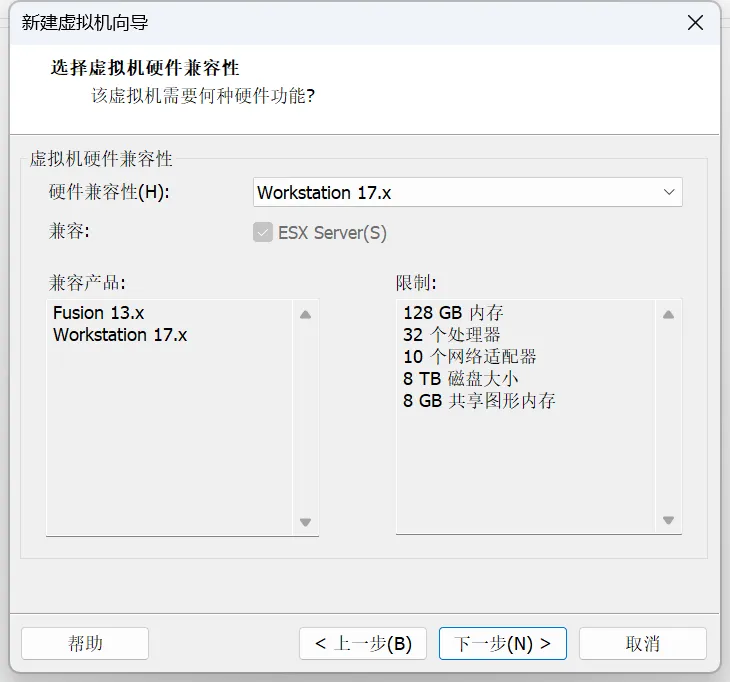 新建虚拟机向导
选择虚拟机硬件兼容性
该虚拟机需要何种硬件功能?
虚拟机硬件兼容性
硬件兼容性(H):
Workstation 17.x
兼容:
ESX Server(S)
兼容产品:
Fusion 13.x
Workstation 17.x
限制:
128 GB 内存
32 个处理器
10 个网络适配器
8 TB 磁盘大小
8 GB 共享图形内存
帮助
< 上一步(B)
下一步(N) >
取消